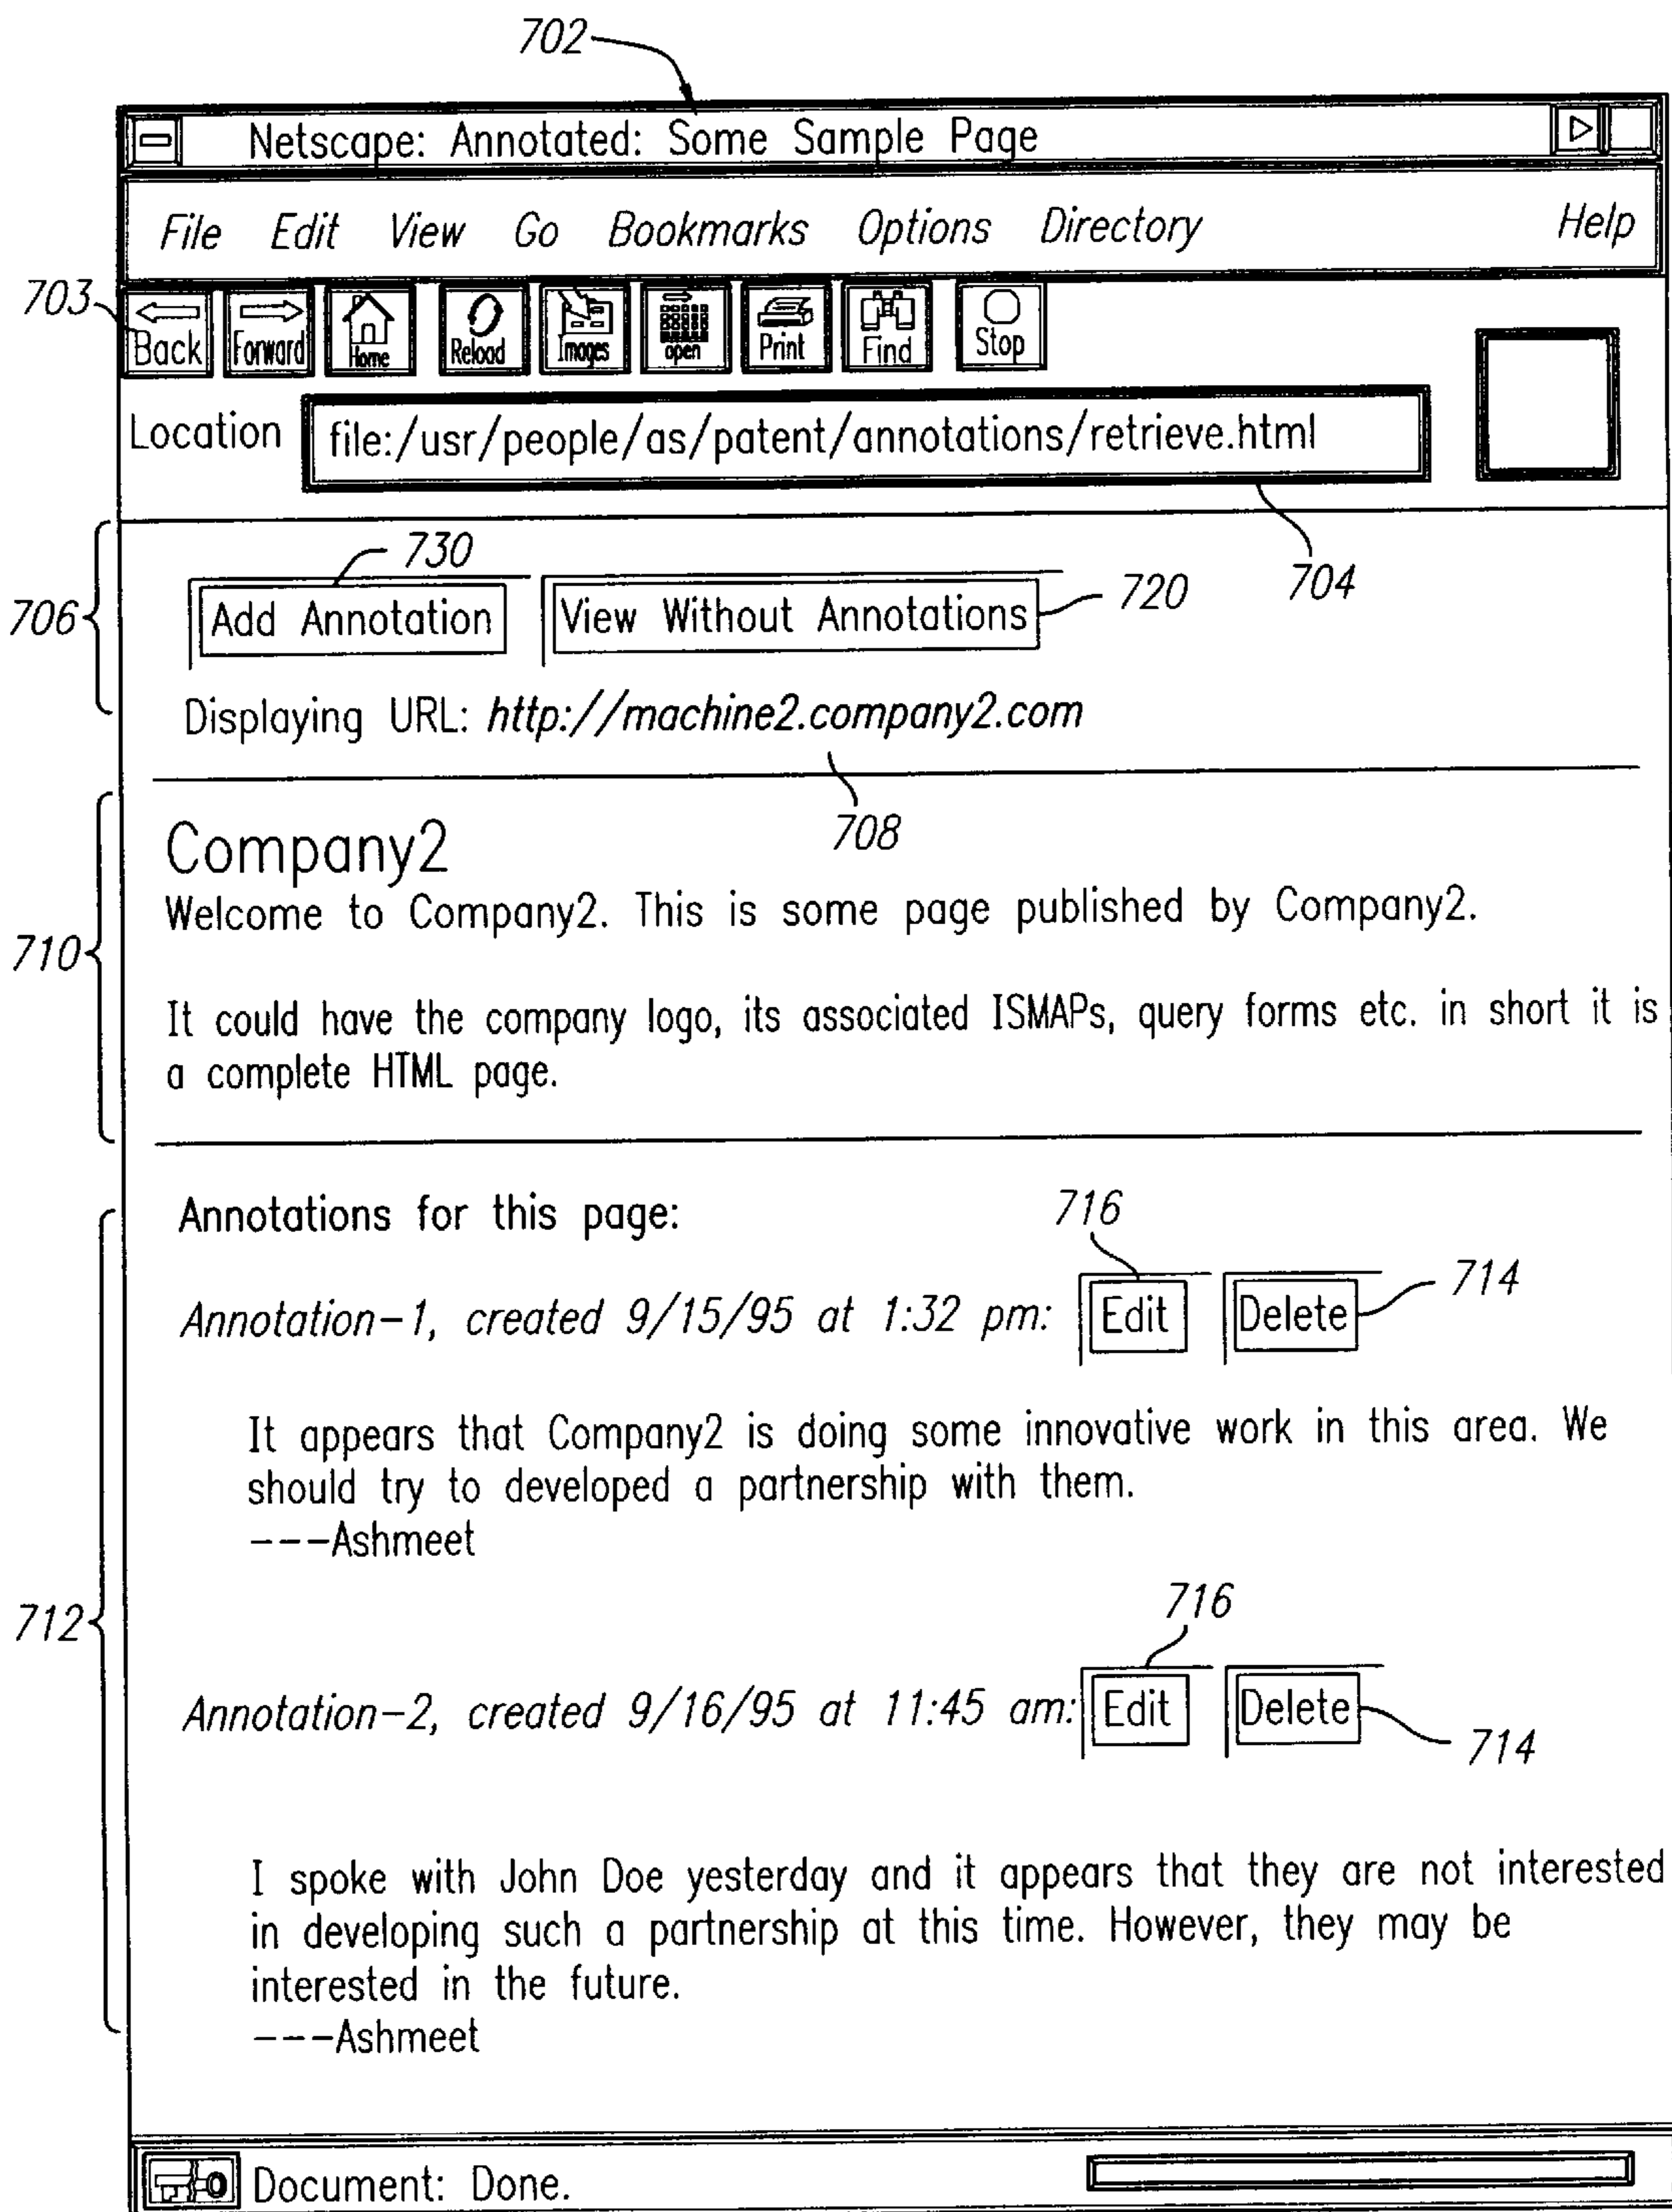 702
Netscape: Annotated: Some Sample Page
File Edit View Go Bookmarks Options Directory Help
703
Back Forward Home Reload Images open Print Find Stop
Location file:/usr/people/as/patent/annotations/retrieve.html
704
706
730
Add Annotation View Without Annotations 720
Displaying URL: http://machine2.company2.com
708
710
Company2
Welcome to Company2. This is some page published by Company2.
It could have the company logo, its associated ISMAPs, query forms etc. in short it is
a complete HTML page.
712
Annotations for this page:
716
Annotation-1, created 9/15/95 at 1:32 pm: Edit Delete 714
It appears that Company2 is doing some innovative work in this area. We
should try to developed a partnership with them.
---Ashmeet
716
Annotation-2, created 9/16/95 at 11:45 am: Edit Delete
714
I spoke with John Doe yesterday and it appears that they are not interested
in developing such a partnership at this time. However, they may be
interested in the future.
---Ashmeet
Document: Done.